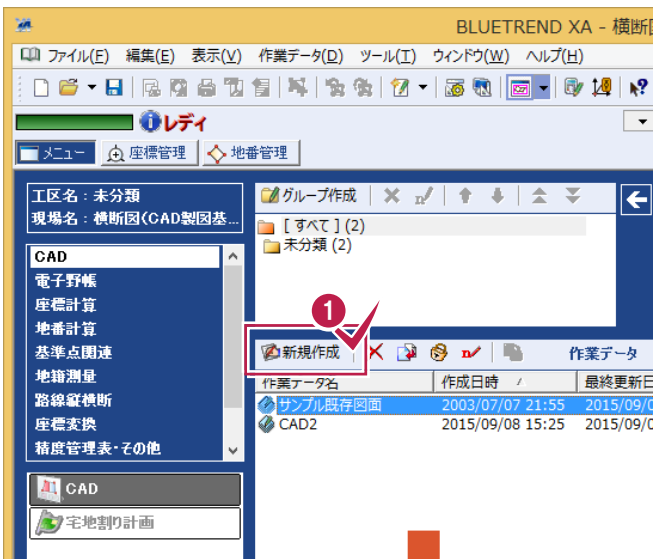 BLUETREND XA - 横断
ファイル(F) 編集(E) 表示(V) 作業データ(D) ツール(T) ウィンドウ(W) ヘルプ(H)
レディ
メニュー 座標管理 地番管理
工区名：未分類
現場名：横断図(CAD製図基...
グループ作成
[ すべて ] (2)
未分類 (2)
CAD
電子野帳
座標計算
地番計算
基準点関連
地籍測量
路線縦横断
座標変換
精度管理表・その他
CAD
宅地割り計画
1
新規作成 作業データ
作業データ名 作成日時 最終更新日
サンプル既存図面 2003/07/07 21:55 2015/09/0
CAD2 2015/09/08 15:25 2015/09/0